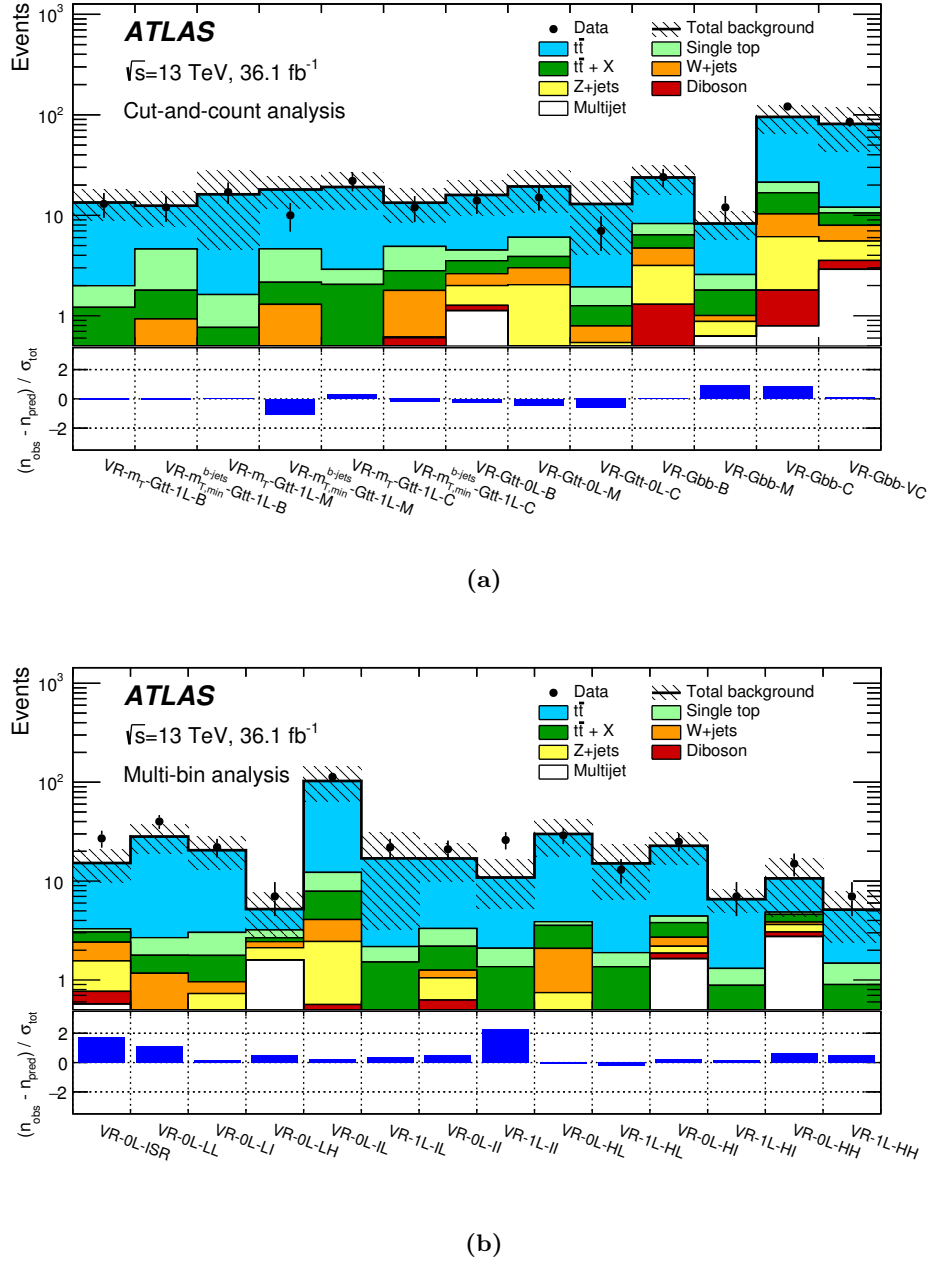 Events
10³
10²
10
1
ATLAS
√s=13 TeV, 36.1 fb⁻¹
Cut-and-count analysis
Data
Total background
tt̄
Single top
tt̄ + X
W+jets
Z+jets
Diboson
Multijet
(n_obs - n_pred) / σ_tot
2
0
−2
VR-m_T-Gtt-1L-B
VR-m_T,min^b-jets-Gtt-1L-B
VR-m_T-Gtt-1L-M
VR-m_T,min^b-jets-Gtt-1L-M
VR-m_T-Gtt-1L-C
VR-m_T,min^b-jets-Gtt-1L-C
VR-Gtt-0L-B
VR-Gtt-0L-M
VR-Gtt-0L-C
VR-Gbb-B
VR-Gbb-M
VR-Gbb-C
VR-Gbb-VC
(a)
Events
10³
10²
10
1
ATLAS
√s=13 TeV, 36.1 fb⁻¹
Multi-bin analysis
Data
Total background
tt̄
Single top
tt̄ + X
W+jets
Z+jets
Diboson
Multijet
(n_obs - n_pred) / σ_tot
2
0
−2
VR-0L-ISR
VR-0L-LL
VR-0L-LI
VR-0L-LH
VR-0L-IL
VR-1L-IL
VR-0L-II
VR-1L-II
VR-0L-HL
VR-1L-HL
VR-0L-HI
VR-1L-HI
VR-0L-HH
VR-1L-HH
(b)